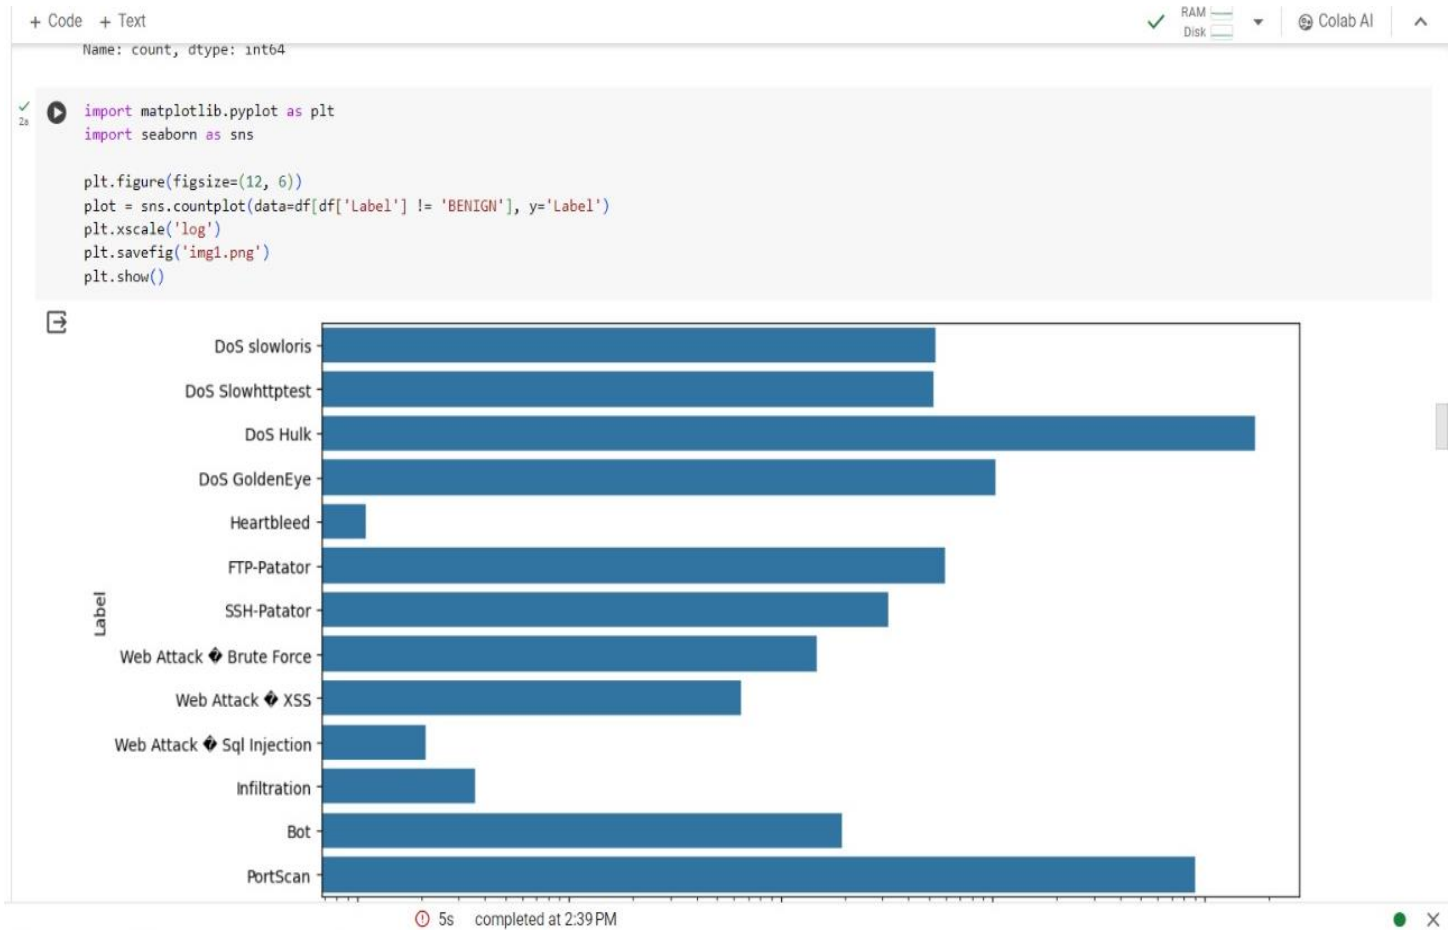 + Code + Text
RAM
Disk
Colab AI
Name: count, dtype: int64
2s
import matplotlib.pyplot as plt
import seaborn as sns
plt.figure(figsize=(12, 6))
plot = sns.countplot(data=df[df['Label'] != 'BENIGN'], y='Label')
plt.xscale('log')
plt.savefig('img1.png')
plt.show()
DoS slowloris
DoS Slowhttptest
DoS Hulk
DoS GoldenEye
Heartbleed
FTP-Patator
SSH-Patator
Label
Web Attack � Brute Force
Web Attack � XSS
Web Attack � Sql Injection
Infiltration
Bot
PortScan
5s completed at 2:39 PM